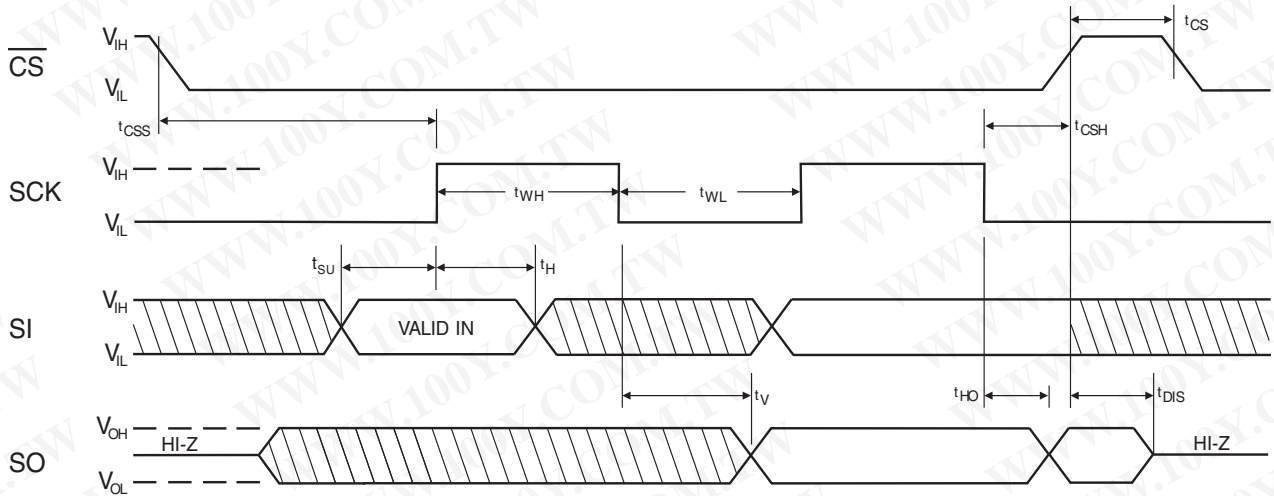 V_IH
t_CS
CS
V_IL
t_CSS
t_CSH
V_IH
SCK
t_WH
t_WL
V_IL
t_SU
t_H
V_IH
SI
VALID IN
V_IL
t_V
t_HO
t_DIS
V_OH
HI-Z
HI-Z
SO
V_OL
WWW.100Y.COM.TW